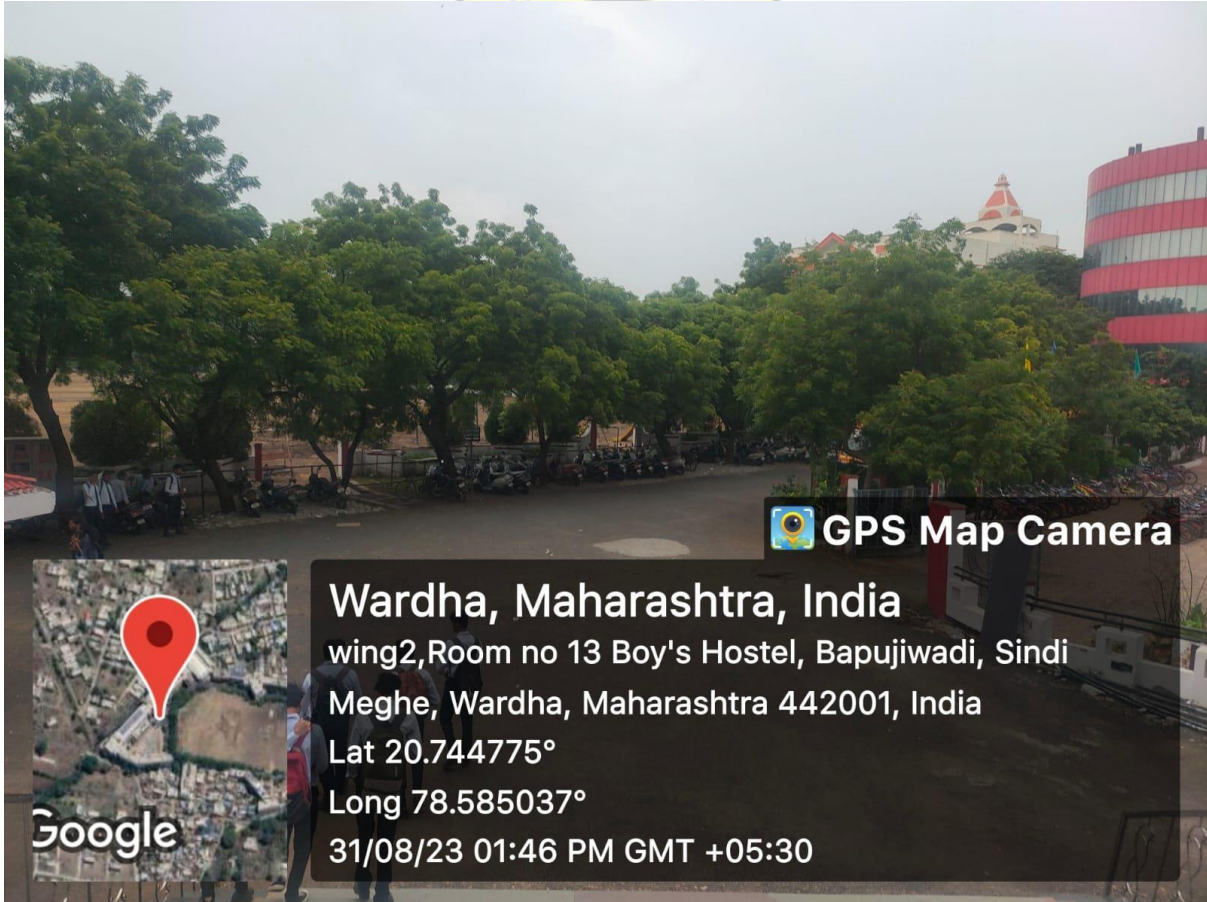 GPS Map Camera
Wardha, Maharashtra, India
wing2,Room no 13 Boy's Hostel, Bapujiwadi, Sindi
Meghe, Wardha, Maharashtra 442001, India
Lat 20.744775°
Long 78.585037°
31/08/23 01:46 PM GMT +05:30
Google